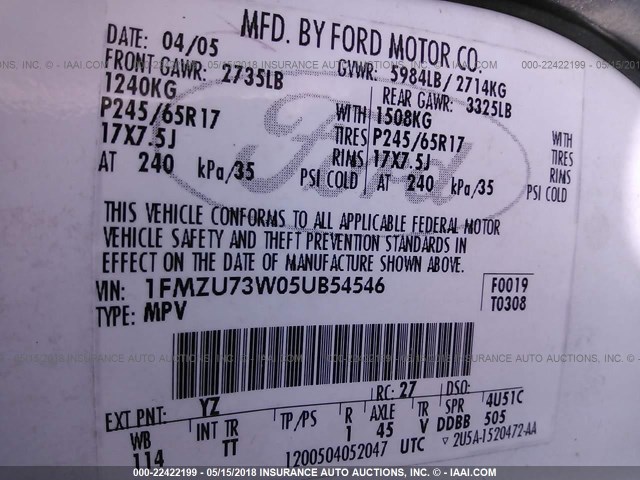 DATE: 04/05
MFD. BY FORD MOTOR CO.
FRONT GAWR: 2735LB
GVWR: 5984LB/ 2714KG
1240KG
REAR GAWR: 3325LB
P245/65R17
WITH
1508KG
17X7.5J
TIRES
P245/65R17
WITH
RIMS
17X7.5J
TIRES
AT 240 kPa/35
PSI COLD
RIMS
AT 240 kPa/35
PSI COLD
Ford
THIS VEHICLE CONFORMS TO ALL APPLICABLE FEDERAL MOTOR
VEHICLE SAFETY AND THEFT PREVENTION STANDARDS IN
EFFECT ON THE DATE OF MANUFACTURE SHOWN ABOVE.
VIN: 1FMZU73W05UB54546
F0019
TYPE: MPV
T0308
EXT PNT: YZ
RC: 27
DSO:
WB
INT TR
TP/PS
R
AXLE
TR
SPR
4U51C
114
TT
1
45
V
DDBB
505
1200504052047
UTC
2U5A-1520472-AA
00-22422199 - 05/15/2018 - INSURANCE AUTO AUCTIONS
- © - IAAI.COM